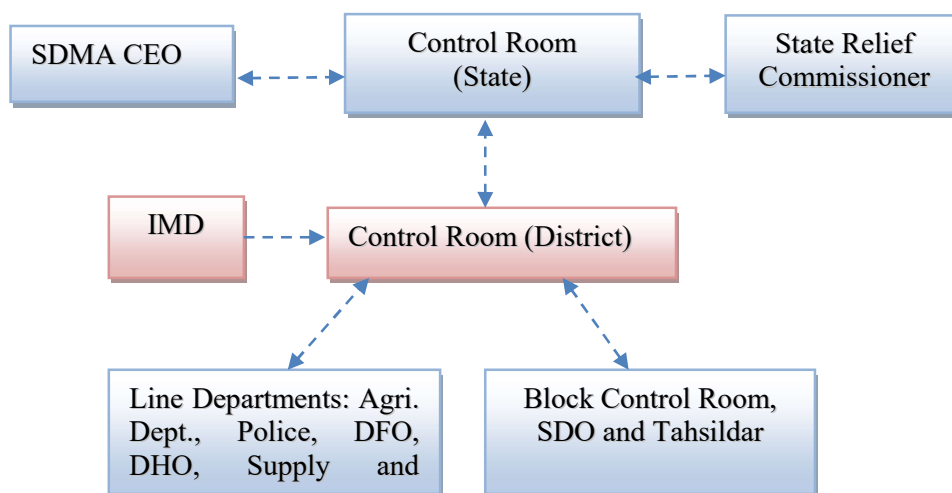 SDMA CEO
Control Room
(State)
State Relief
Commissioner
IMD
Control Room (District)
Line Departments: Agri.
Dept., Police, DFO,
DHO, Supply and
Block Control Room,
SDO and Tahsildar